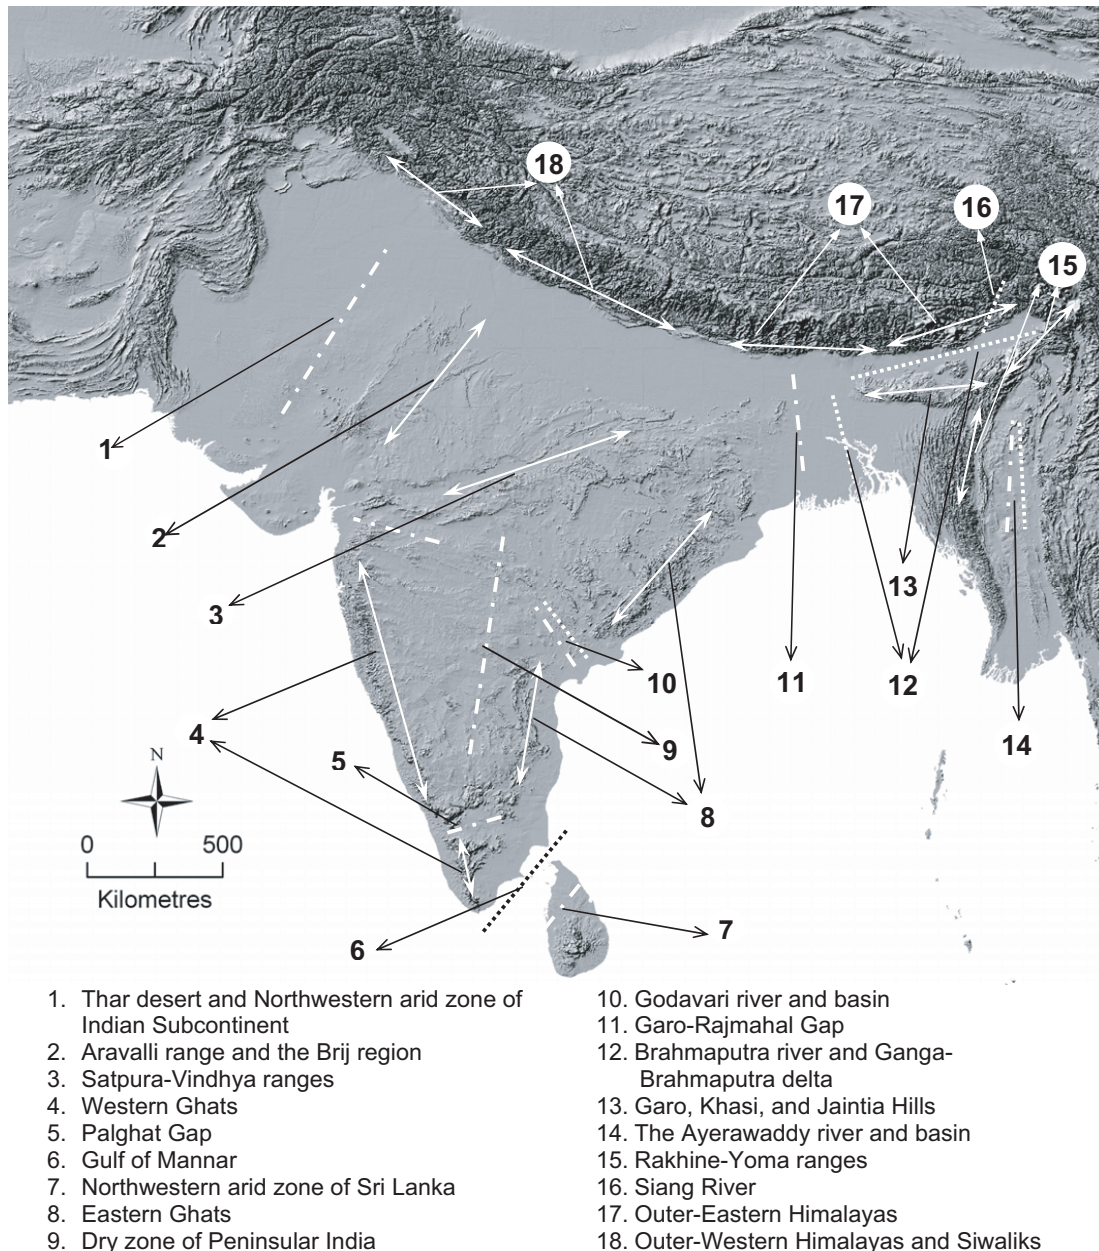 18
17
16
15
1
2
3
13
10
11
12
4
9
14
5
N
8
0 500
Kilometres
7
6
1. Thar desert and Northwestern arid zone of
Indian Subcontinent
2. Aravalli range and the Brij region
3. Satpura-Vindhya ranges
4. Western Ghats
5. Palghat Gap
6. Gulf of Mannar
7. Northwestern arid zone of Sri Lanka
8. Eastern Ghats
9. Dry zone of Peninsular India
10. Godavari river and basin
11. Garo-Rajmahal Gap
12. Brahmaputra river and Ganga-
Brahmaputra delta
13. Garo, Khasi, and Jaintia Hills
14. The Ayerawaddy river and basin
15. Rakhine-Yoma ranges
16. Siang River
17. Outer-Eastern Himalayas
18. Outer-Western Himalayas and Siwaliks